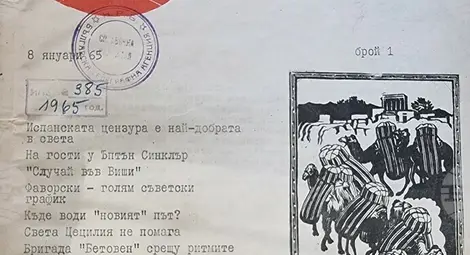 8 януари 65
брой 1
385
1965 год.
Испанската цензура е най-добрата
в света
На гости у Ъптън Синклър
"Случай във Виши"
Фаворски - голям съветски
график
Къде води "новият" път?
Света Цецилия не помага
Бригада "Бетовен" срещу ритмите